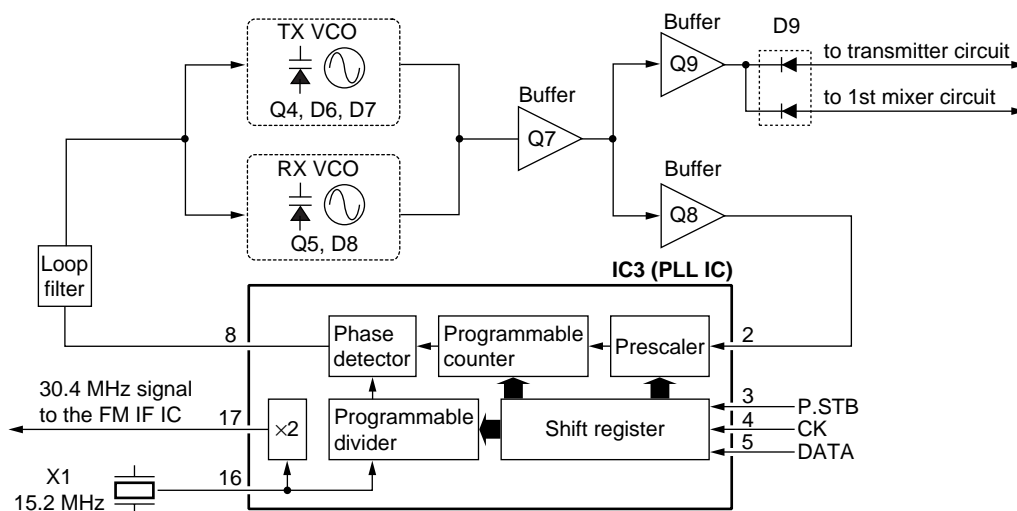 TX VCO
Q4, D6, D7
RX VCO
Q5, D8
Buffer
Q7
Buffer
Q9
D9
to transmitter circuit
to 1st mixer circuit
Buffer
Q8
Loop
filter
IC3 (PLL IC)
8
Phase
detector
Programmable
counter
Prescaler
2
30.4 MHz signal
to the FM IF IC
17
×2
Programmable
divider
Shift register
3
P.STB
4
CK
5
DATA
X1
15.2 MHz
16